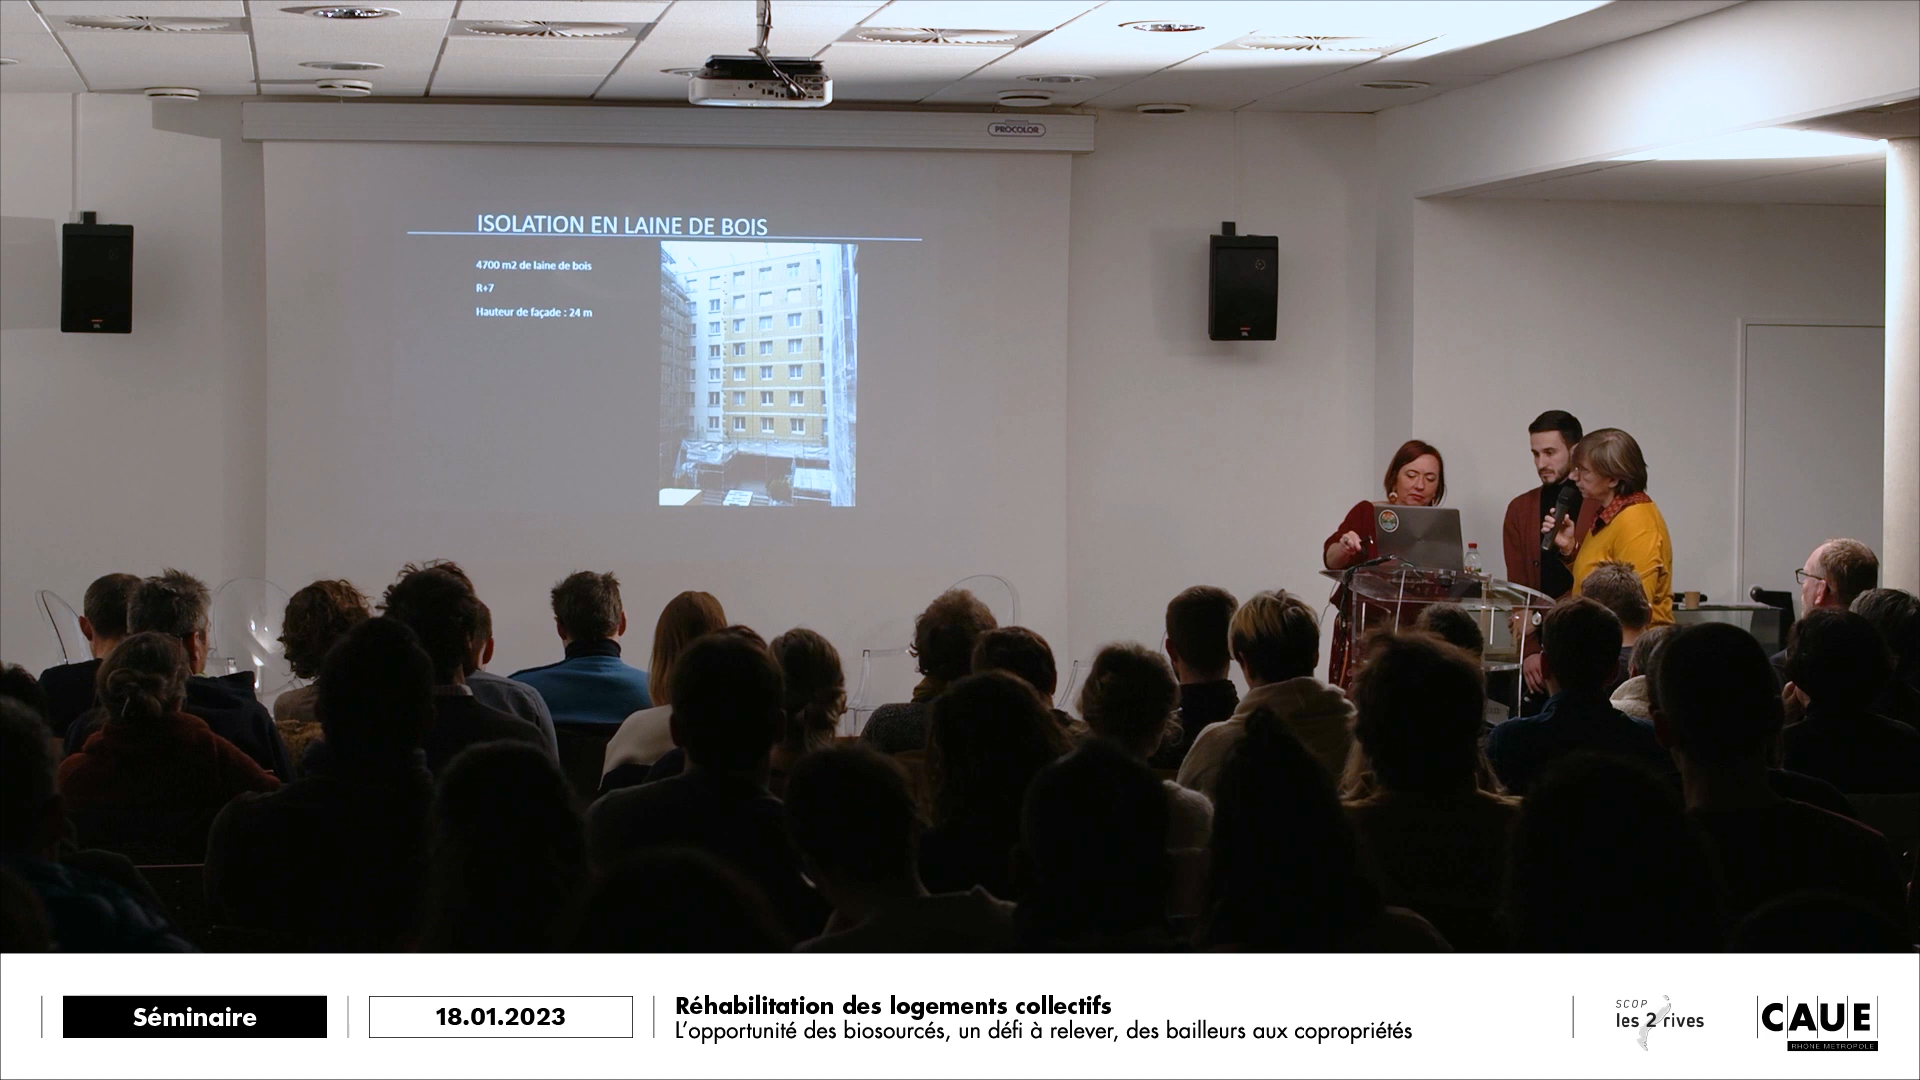 PROCOLOR
ISOLATION EN LAINE DE BOIS
4700 m2 de laine de bois
R+7
Hauteur de façade : 24 m
Séminaire
18.01.2023
Réhabilitation des logements collectifs
L'opportunité des biosourcés, un défi à relever, des bailleurs aux copropriétés
SCOP
les 2 rives
CAUE
RHÔNE MÉTROPOLE